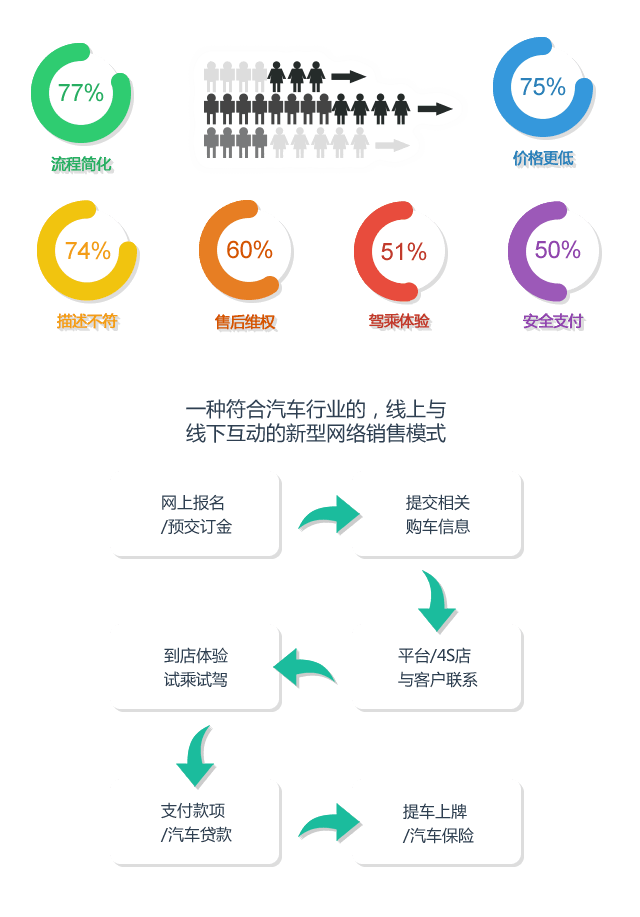 77%
流程简化
75%
价格更低
74%
描述不符
60%
售后维权
51%
驾乘体验
50%
安全支付
一种符合汽车行业的，线上与
线下互动的新型网络销售模式
网上报名
/预交订金
提交相关
购车信息
平台/4S店
与客户联系
到店体验
试乘试驾
支付款项
/汽车贷款
提车上牌
/汽车保险